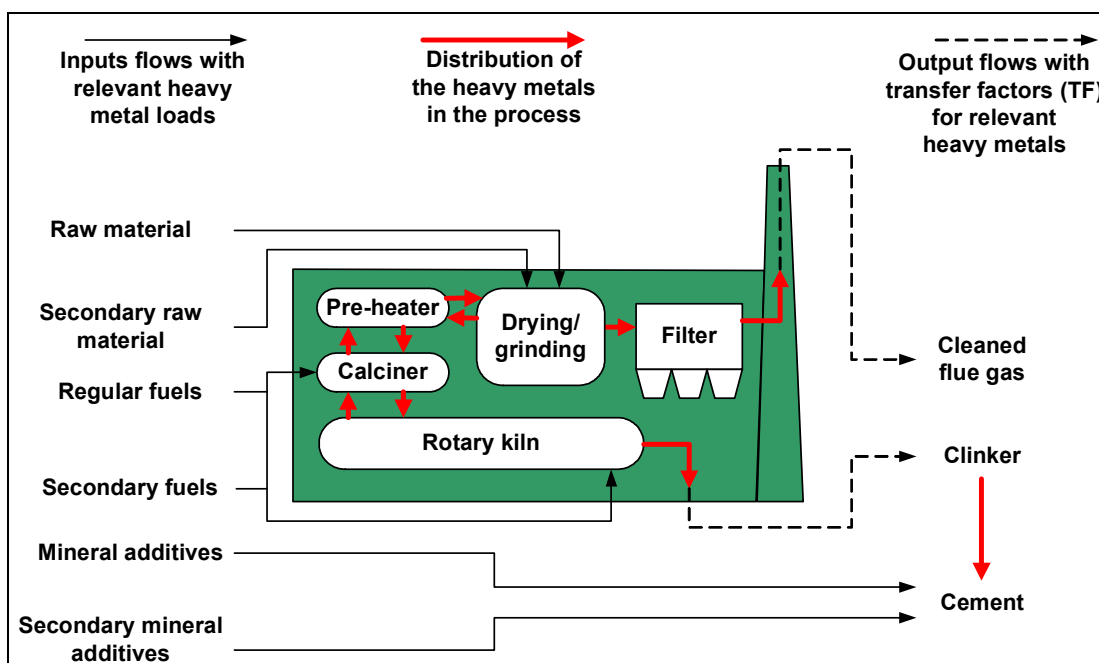 Inputs flows with
relevant heavy
metal loads
Distribution of
the heavy metals
in the process
Output flows with
transfer factors (TF)
for relevant
heavy metals
Raw material
Secondary raw
material
Regular fuels
Secondary fuels
Mineral additives
Secondary mineral
additives
Pre-heater
Calciner
Drying/
grinding
Filter
Rotary kiln
Cleaned
flue gas
Clinker
Cement